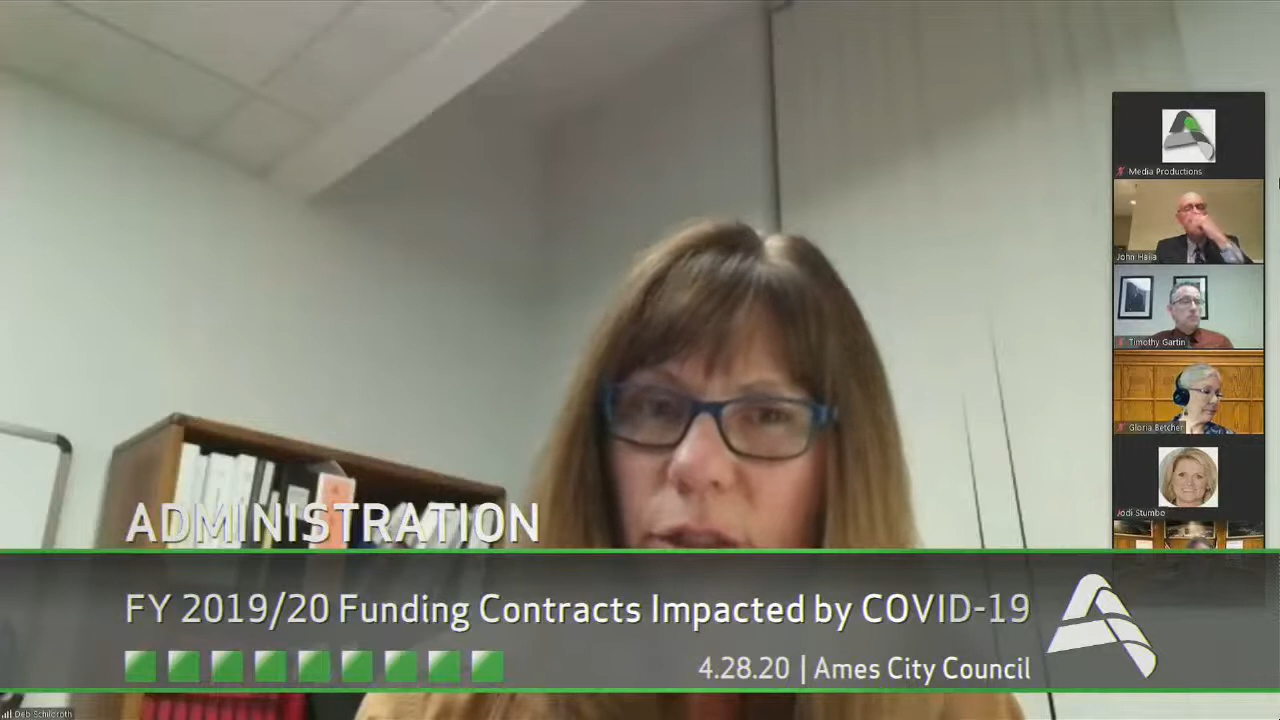 Media Productions
John Haila
Timothy Gartin
Gloria Betcher
Jodi Stumbo
ADMINISTRATION
FY 2019/20 Funding Contracts Impacted by COVID-19
4.28.20 | Ames City Council
Deb Schildroth